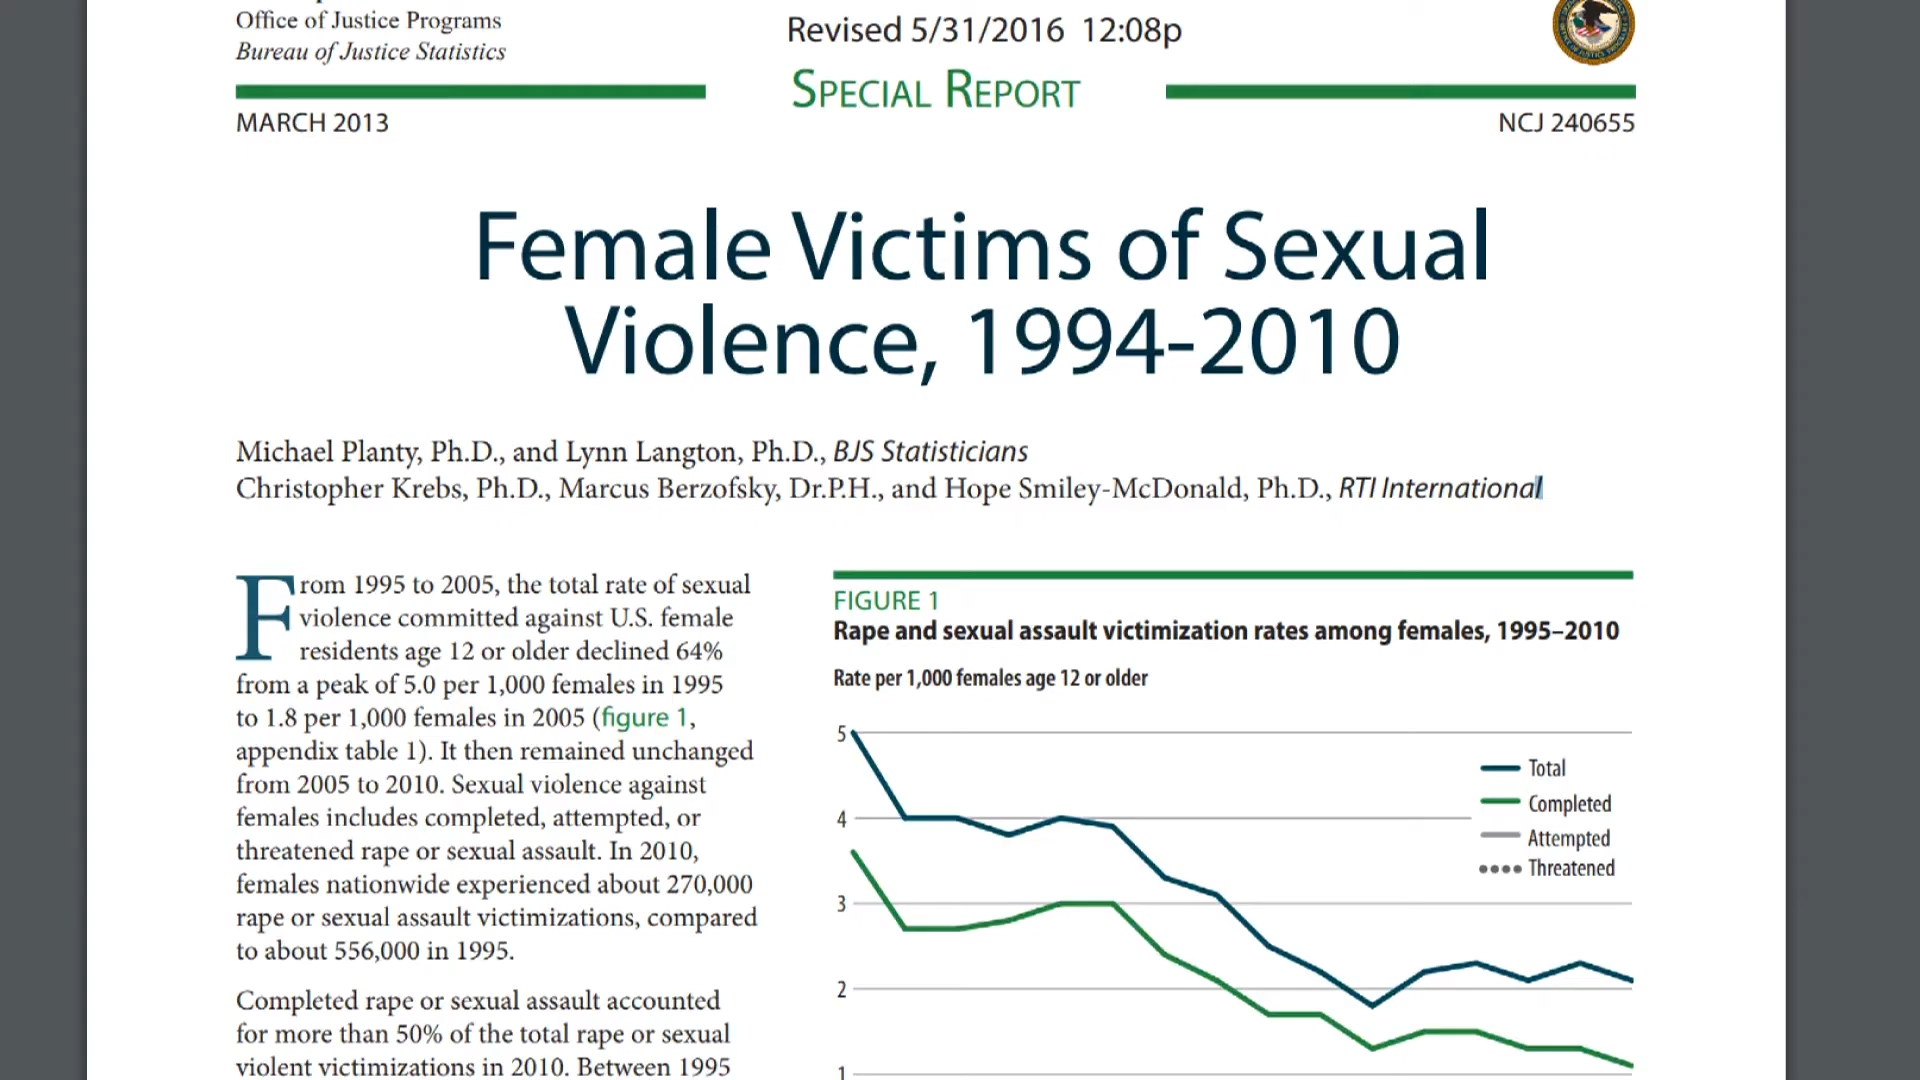 Office of Justice Programs
Bureau of Justice Statistics
Revised 5/31/2016 12:08p
SPECIAL REPORT
MARCH 2013
NCJ 240655
Female Victims of Sexual
Violence, 1994-2010
Michael Planty, Ph.D., and Lynn Langton, Ph.D., BJS Statisticians
Christopher Krebs, Ph.D., Marcus Berzofsky, Dr.P.H., and Hope Smiley-McDonald, Ph.D., RTI International
From 1995 to 2005, the total rate of sexual
violence committed against U.S. female
residents age 12 or older declined 64%
from a peak of 5.0 per 1,000 females in 1995
to 1.8 per 1,000 females in 2005 (figure 1,
appendix table 1). It then remained unchanged
from 2005 to 2010. Sexual violence against
females includes completed, attempted, or
threatened rape or sexual assault. In 2010,
females nationwide experienced about 270,000
rape or sexual assault victimizations, compared
to about 556,000 in 1995.
Completed rape or sexual assault accounted
for more than 50% of the total rape or sexual
violent victimizations in 2010. Between 1995
FIGURE 1
Rape and sexual assault victimization rates among females, 1995–2010
Rate per 1,000 females age 12 or older
5
4
3
2
1
Total
Completed
Attempted
Threatened